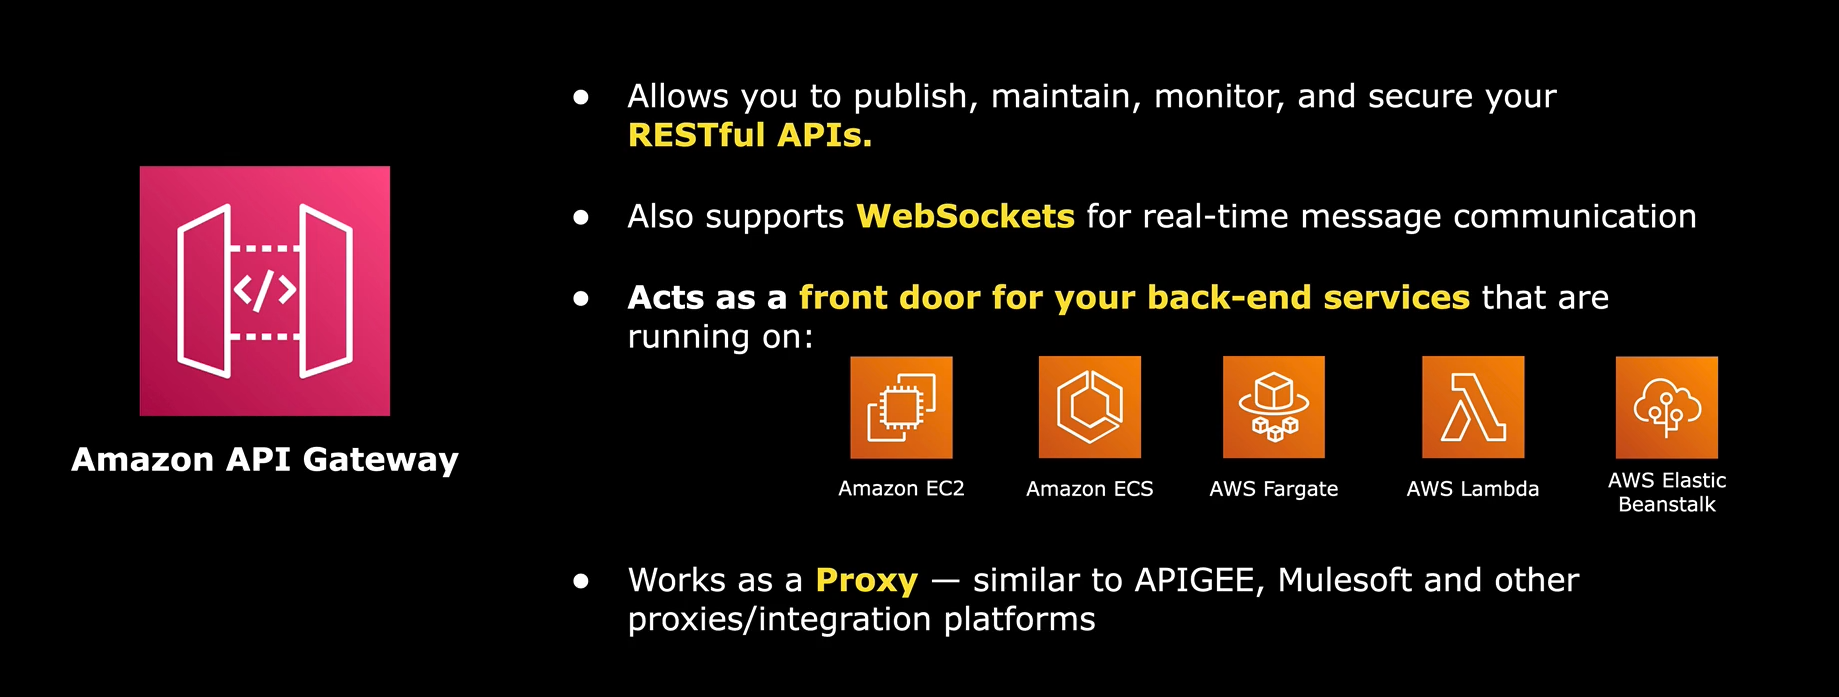 Amazon API Gateway
● Allows you to publish, maintain, monitor, and secure your
RESTful APIs.
● Also supports WebSockets for real-time message communication
● Acts as a front door for your back-end services that are
running on:
Amazon EC2
Amazon ECS
AWS Fargate
AWS Lambda
AWS Elastic
Beanstalk
● Works as a Proxy — similar to APIGEE, Mulesoft and other
proxies/integration platforms